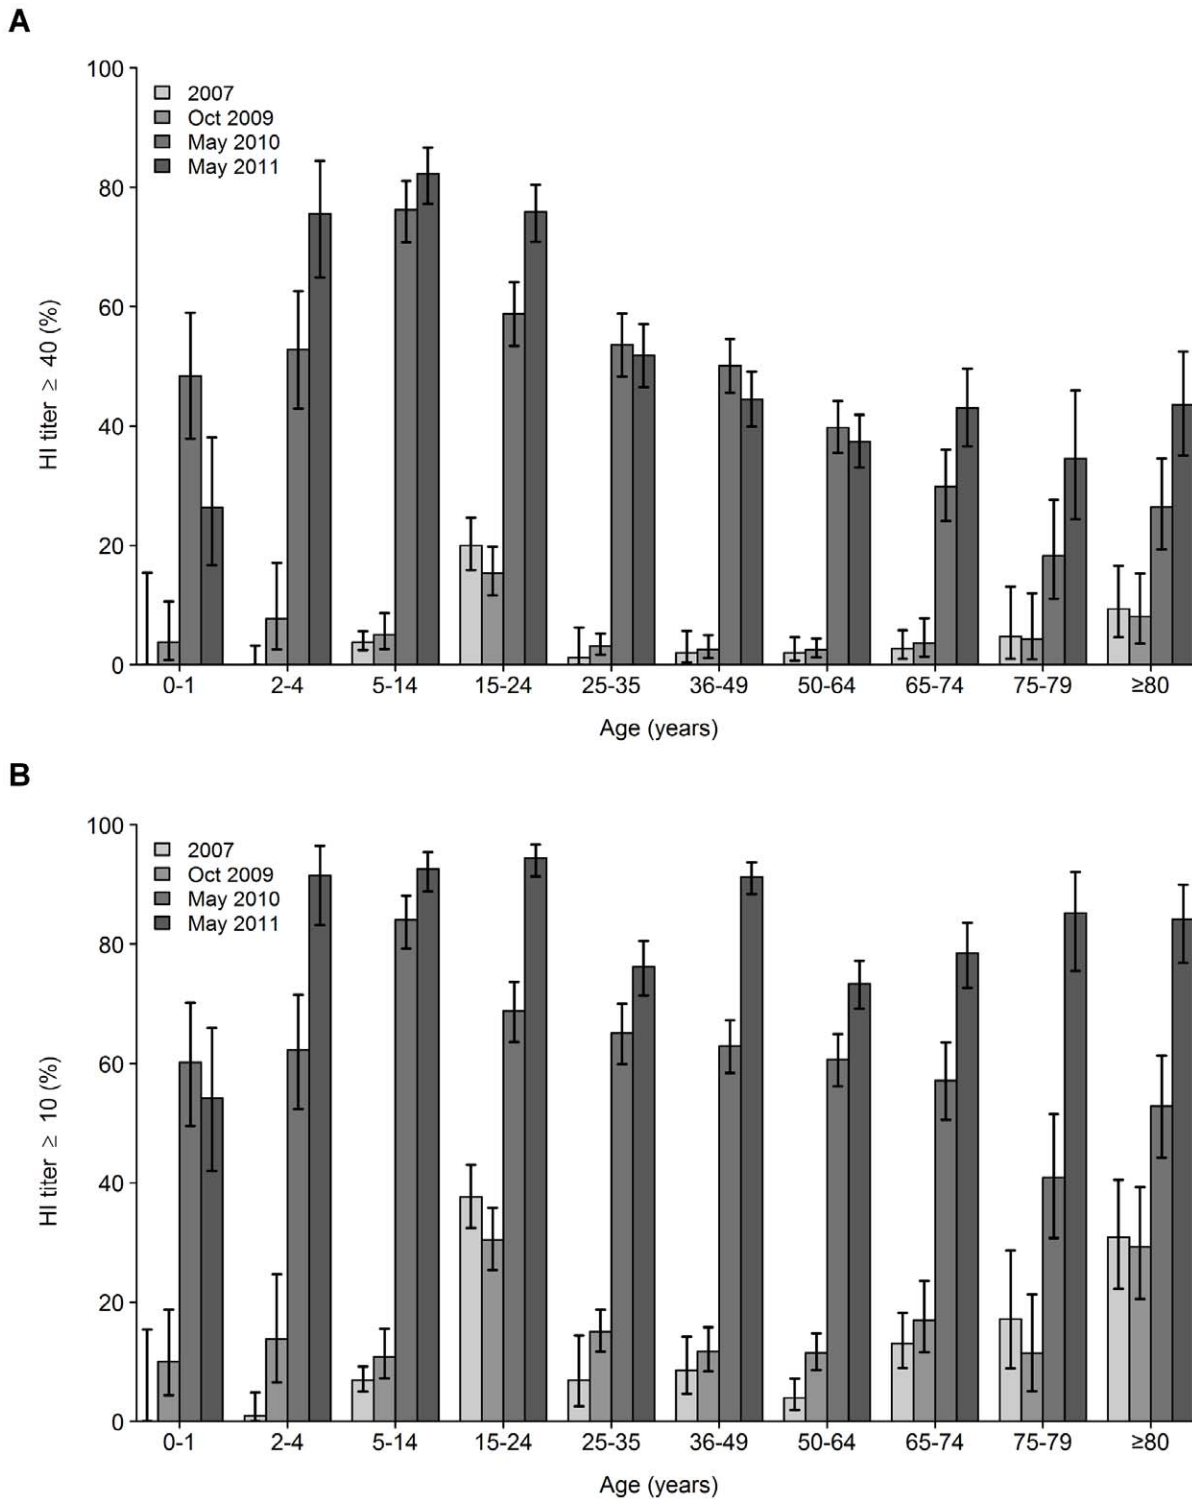 A
100
80
60
40
20
0
HI titer ≥ 40 (%)
2007
Oct 2009
May 2010
May 2011
0-1 2-4 5-14 15-24 25-35 36-49 50-64 65-74 75-79 ≥80
Age (years)
B
100
80
60
40
20
0
HI titer ≥ 10 (%)
2007
Oct 2009
May 2010
May 2011
0-1 2-4 5-14 15-24 25-35 36-49 50-64 65-74 75-79 ≥80
Age (years)